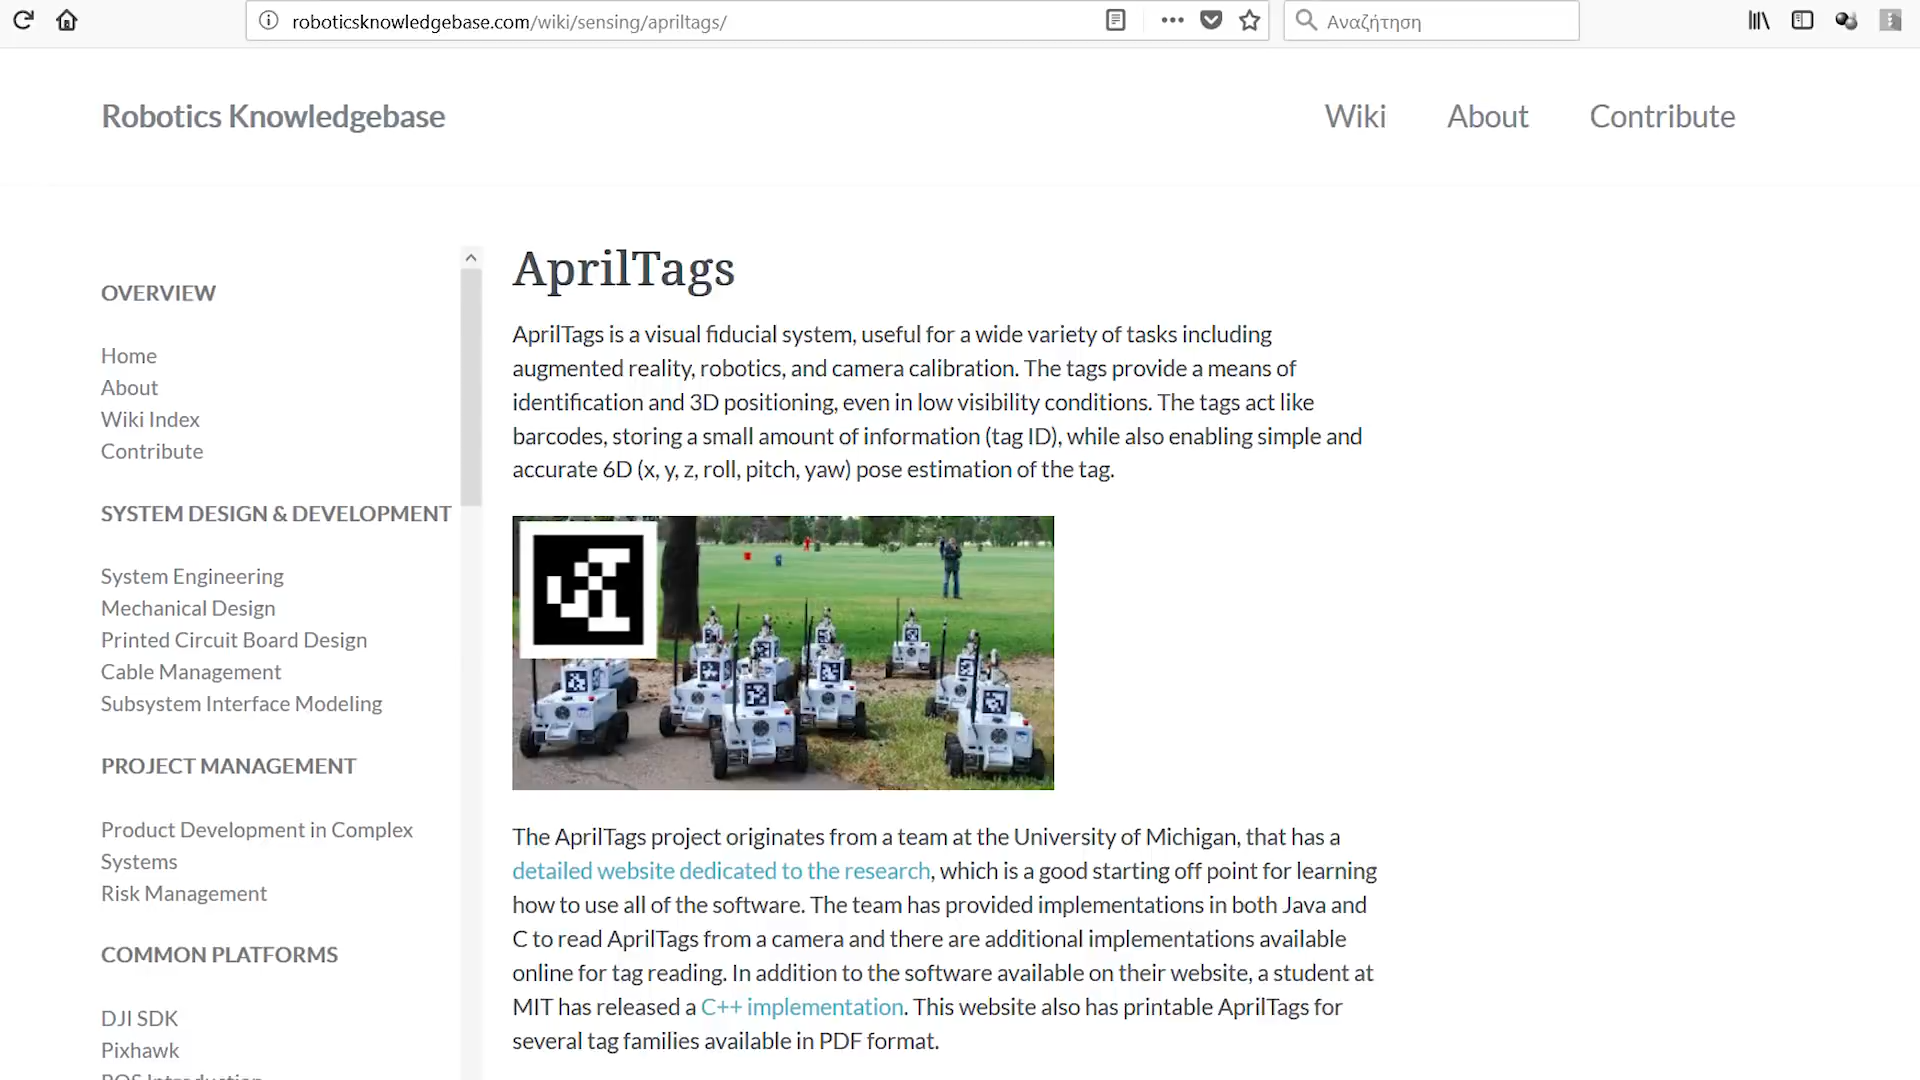 roboticsknowledgebase.com/wiki/sensing/apriltags/
Αναζήτηση
Robotics Knowledgebase
Wiki
About
Contribute
OVERVIEW
Home
About
Wiki Index
Contribute
SYSTEM DESIGN & DEVELOPMENT
System Engineering
Mechanical Design
Printed Circuit Board Design
Cable Management
Subsystem Interface Modeling
PROJECT MANAGEMENT
Product Development in Complex
Systems
Risk Management
COMMON PLATFORMS
DJI SDK
Pixhawk
ROS Introduction
AprilTags
AprilTags is a visual fiducial system, useful for a wide variety of tasks including
augmented reality, robotics, and camera calibration. The tags provide a means of
identification and 3D positioning, even in low visibility conditions. The tags act like
barcodes, storing a small amount of information (tag ID), while also enabling simple and
accurate 6D (x, y, z, roll, pitch, yaw) pose estimation of the tag.
The AprilTags project originates from a team at the University of Michigan, that has a
detailed website dedicated to the research, which is a good starting off point for learning
how to use all of the software. The team has provided implementations in both Java and
C to read AprilTags from a camera and there are additional implementations available
online for tag reading. In addition to the software available on their website, a student at
MIT has released a C++ implementation. This website also has printable AprilTags for
several tag families available in PDF format.